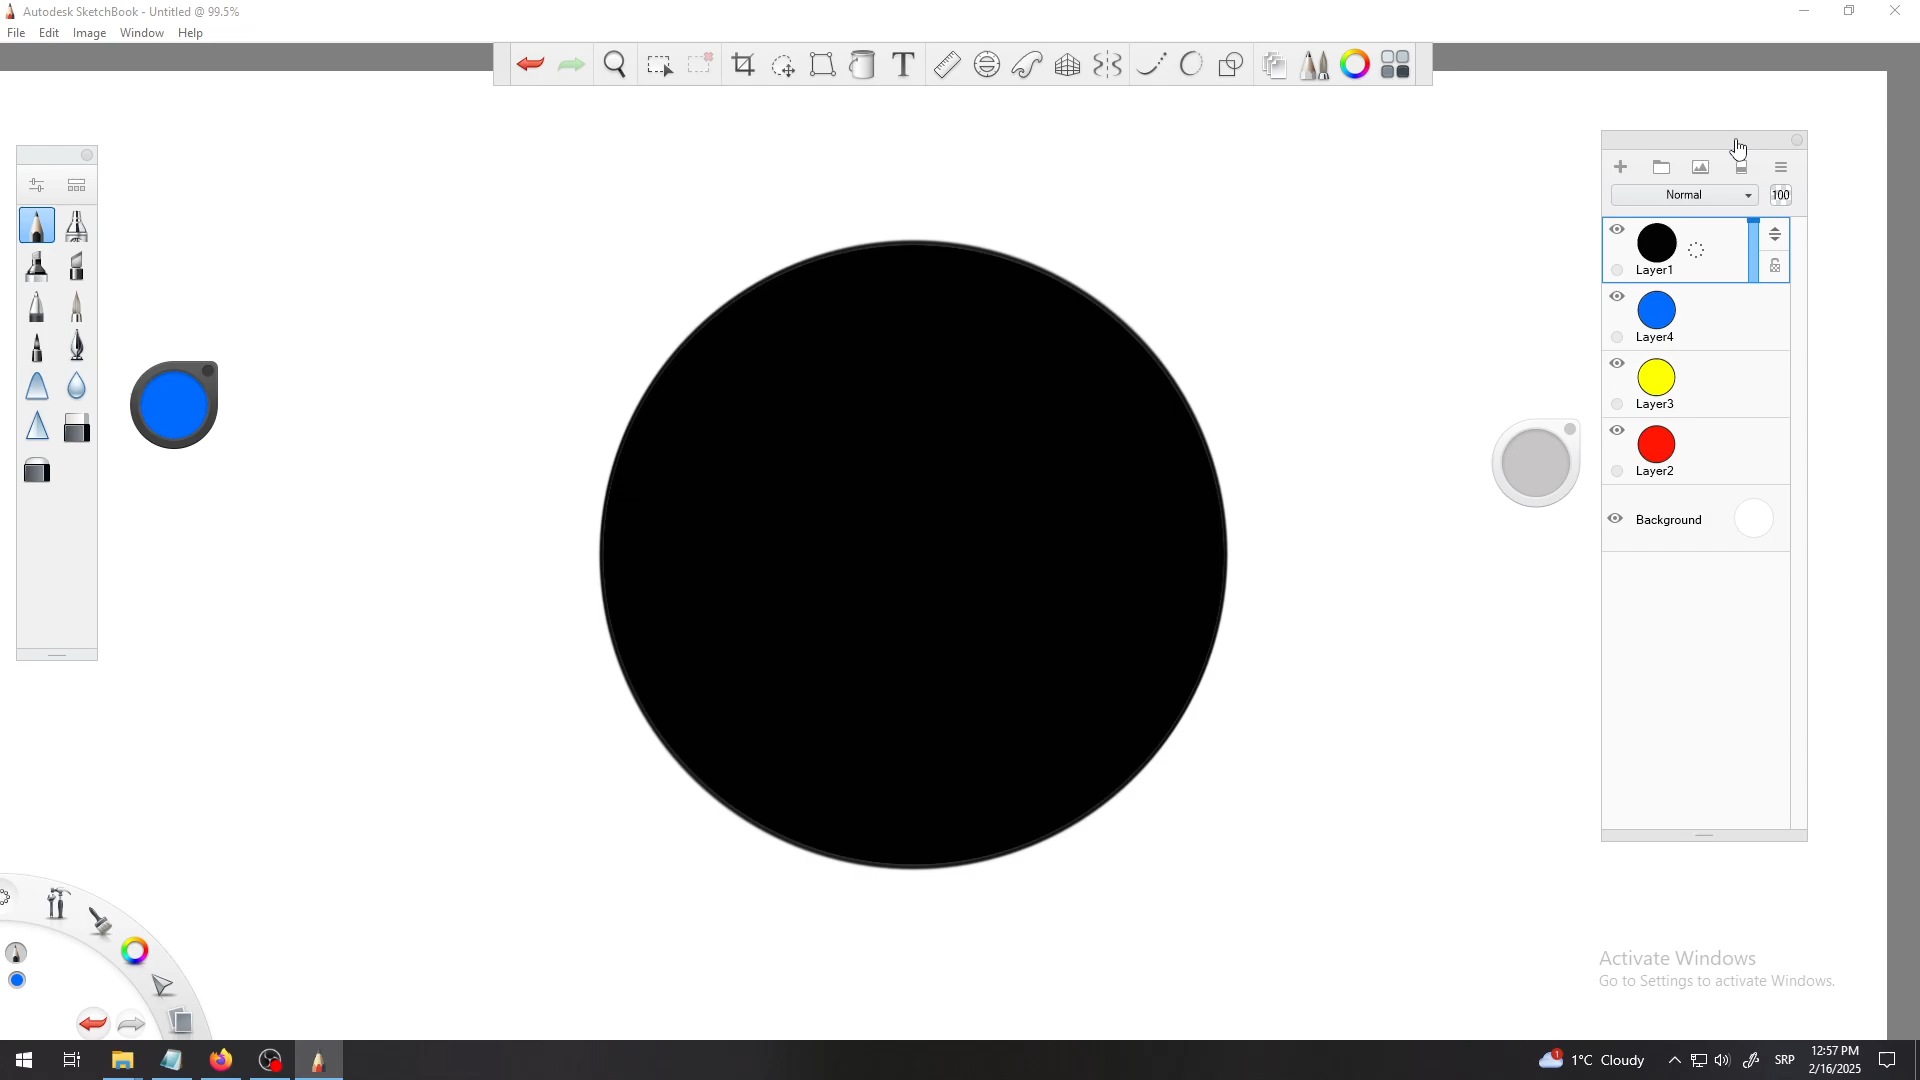 Autodesk SketchBook - Untitled @ 99.5%
File Edit Image Window Help
T
Normal 100
Layer1
Layer4
Layer3
Layer2
Background
Activate Windows
Go to Settings to activate Windows.
1 1°C Cloudy SRP 12:57 PM
2/16/2025